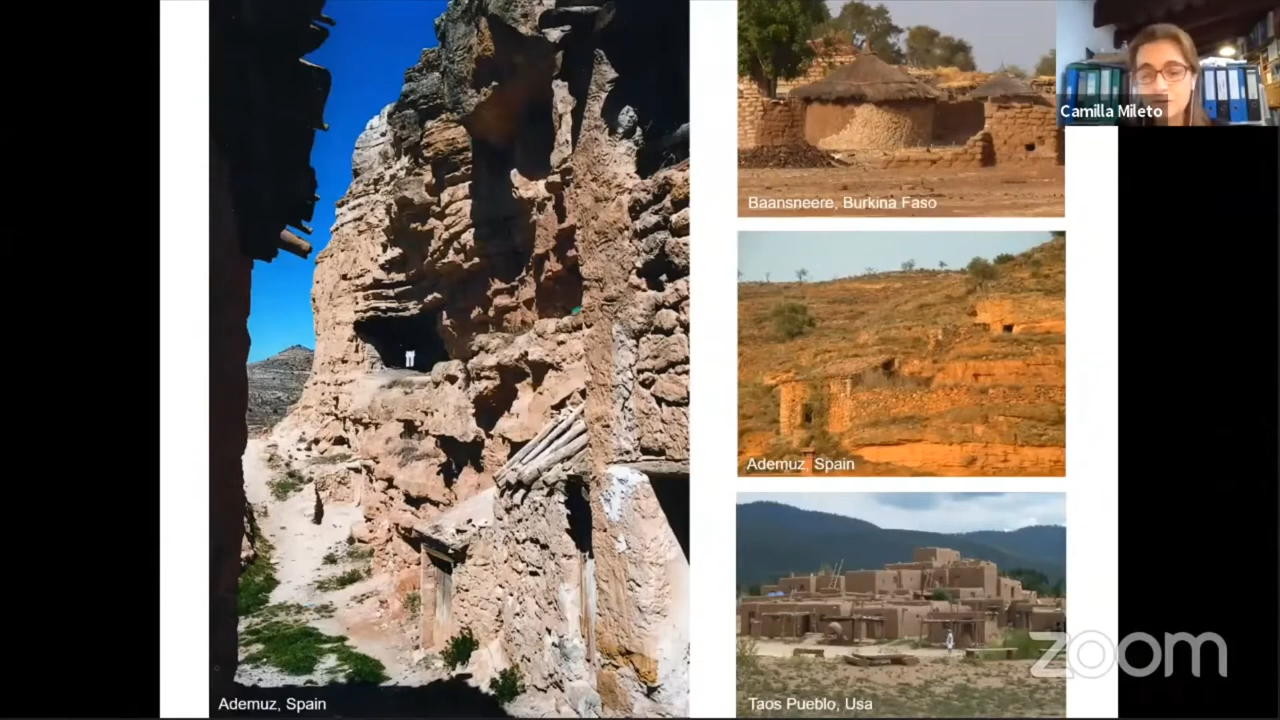 Camilla Mileto
Baansneere, Burkina Faso
Ademuz, Spain
Ademuz, Spain
Taos Pueblo, Usa
zoom